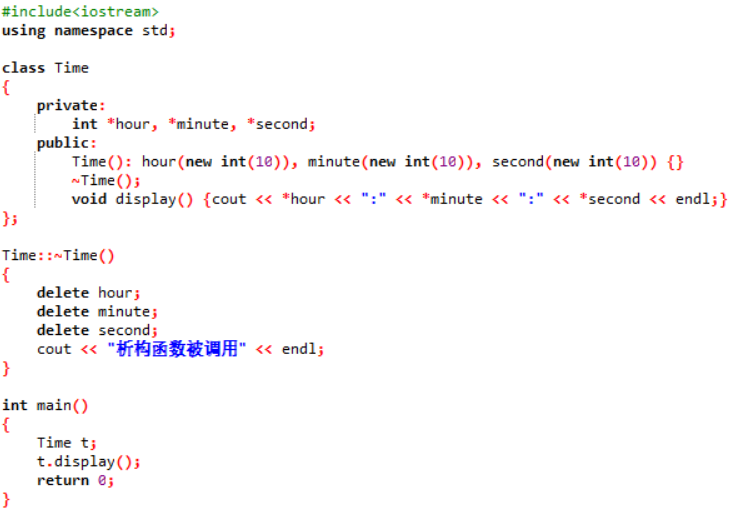 #include<iostream>
using namespace std;
class Time
{
private:
int *hour, *minute, *second;
public:
Time(): hour(new int(10)), minute(new int(10)), second(new int(10)) {}
~Time();
void display() {cout << *hour << ":" << *minute << ":" << *second << endl;}
};
Time::~Time()
{
delete hour;
delete minute;
delete second;
cout << "析构函数被调用" << endl;
}
int main()
{
Time t;
t.display();
return 0;
}